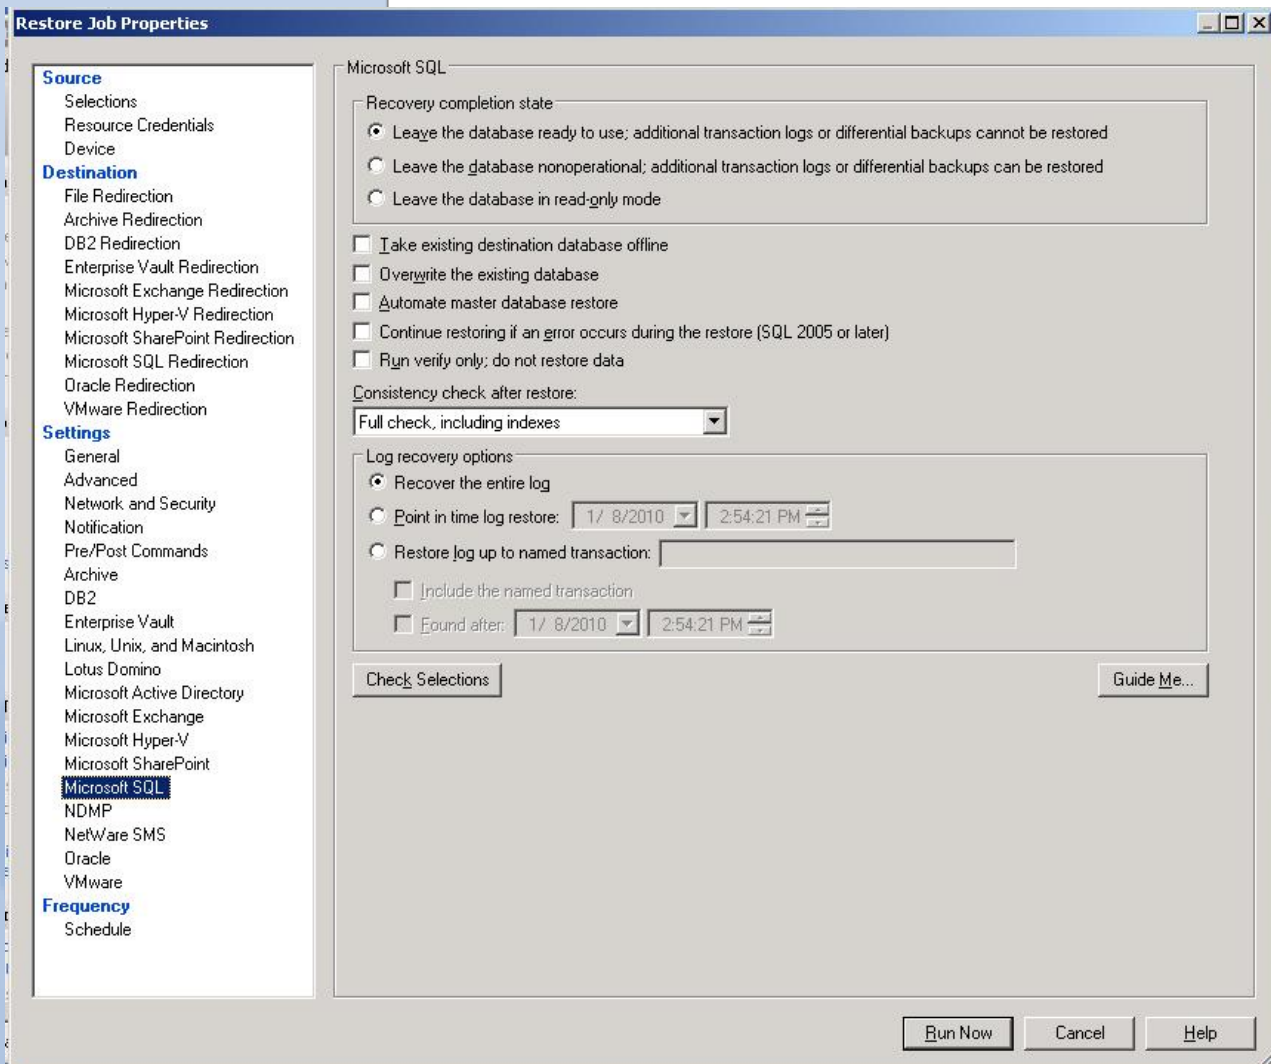 Restore Job Properties
Source
Selections
Resource Credentials
Device
Destination
File Redirection
Archive Redirection
DB2 Redirection
Enterprise Vault Redirection
Microsoft Exchange Redirection
Microsoft Hyper-V Redirection
Microsoft SharePoint Redirection
Microsoft SQL Redirection
Oracle Redirection
VMware Redirection
Settings
General
Advanced
Network and Security
Notification
Pre/Post Commands
Archive
DB2
Enterprise Vault
Linux, Unix, and Macintosh
Lotus Domino
Microsoft Active Directory
Microsoft Exchange
Microsoft Hyper-V
Microsoft SharePoint
Microsoft SQL
NDMP
NetWare SMS
Oracle
VMware
Frequency
Schedule
Microsoft SQL
Recovery completion state
Leave the database ready to use; additional transaction logs or differential backups cannot be restored
Leave the database nonoperational; additional transaction logs or differential backups can be restored
Leave the database in read-only mode
Take existing destination database offline
Overwrite the existing database
Automate master database restore
Continue restoring if an error occurs during the restore (SQL 2005 or later)
Run verify only; do not restore data
Consistency check after restore:
Full check, including indexes
Log recovery options
Recover the entire log
Point in time log restore: 1/ 8/2010 2:54:21 PM
Restore log up to named transaction:
Include the named transaction
Found after: 1/ 8/2010 2:54:21 PM
Check Selections Guide Me...
Run Now Cancel Help